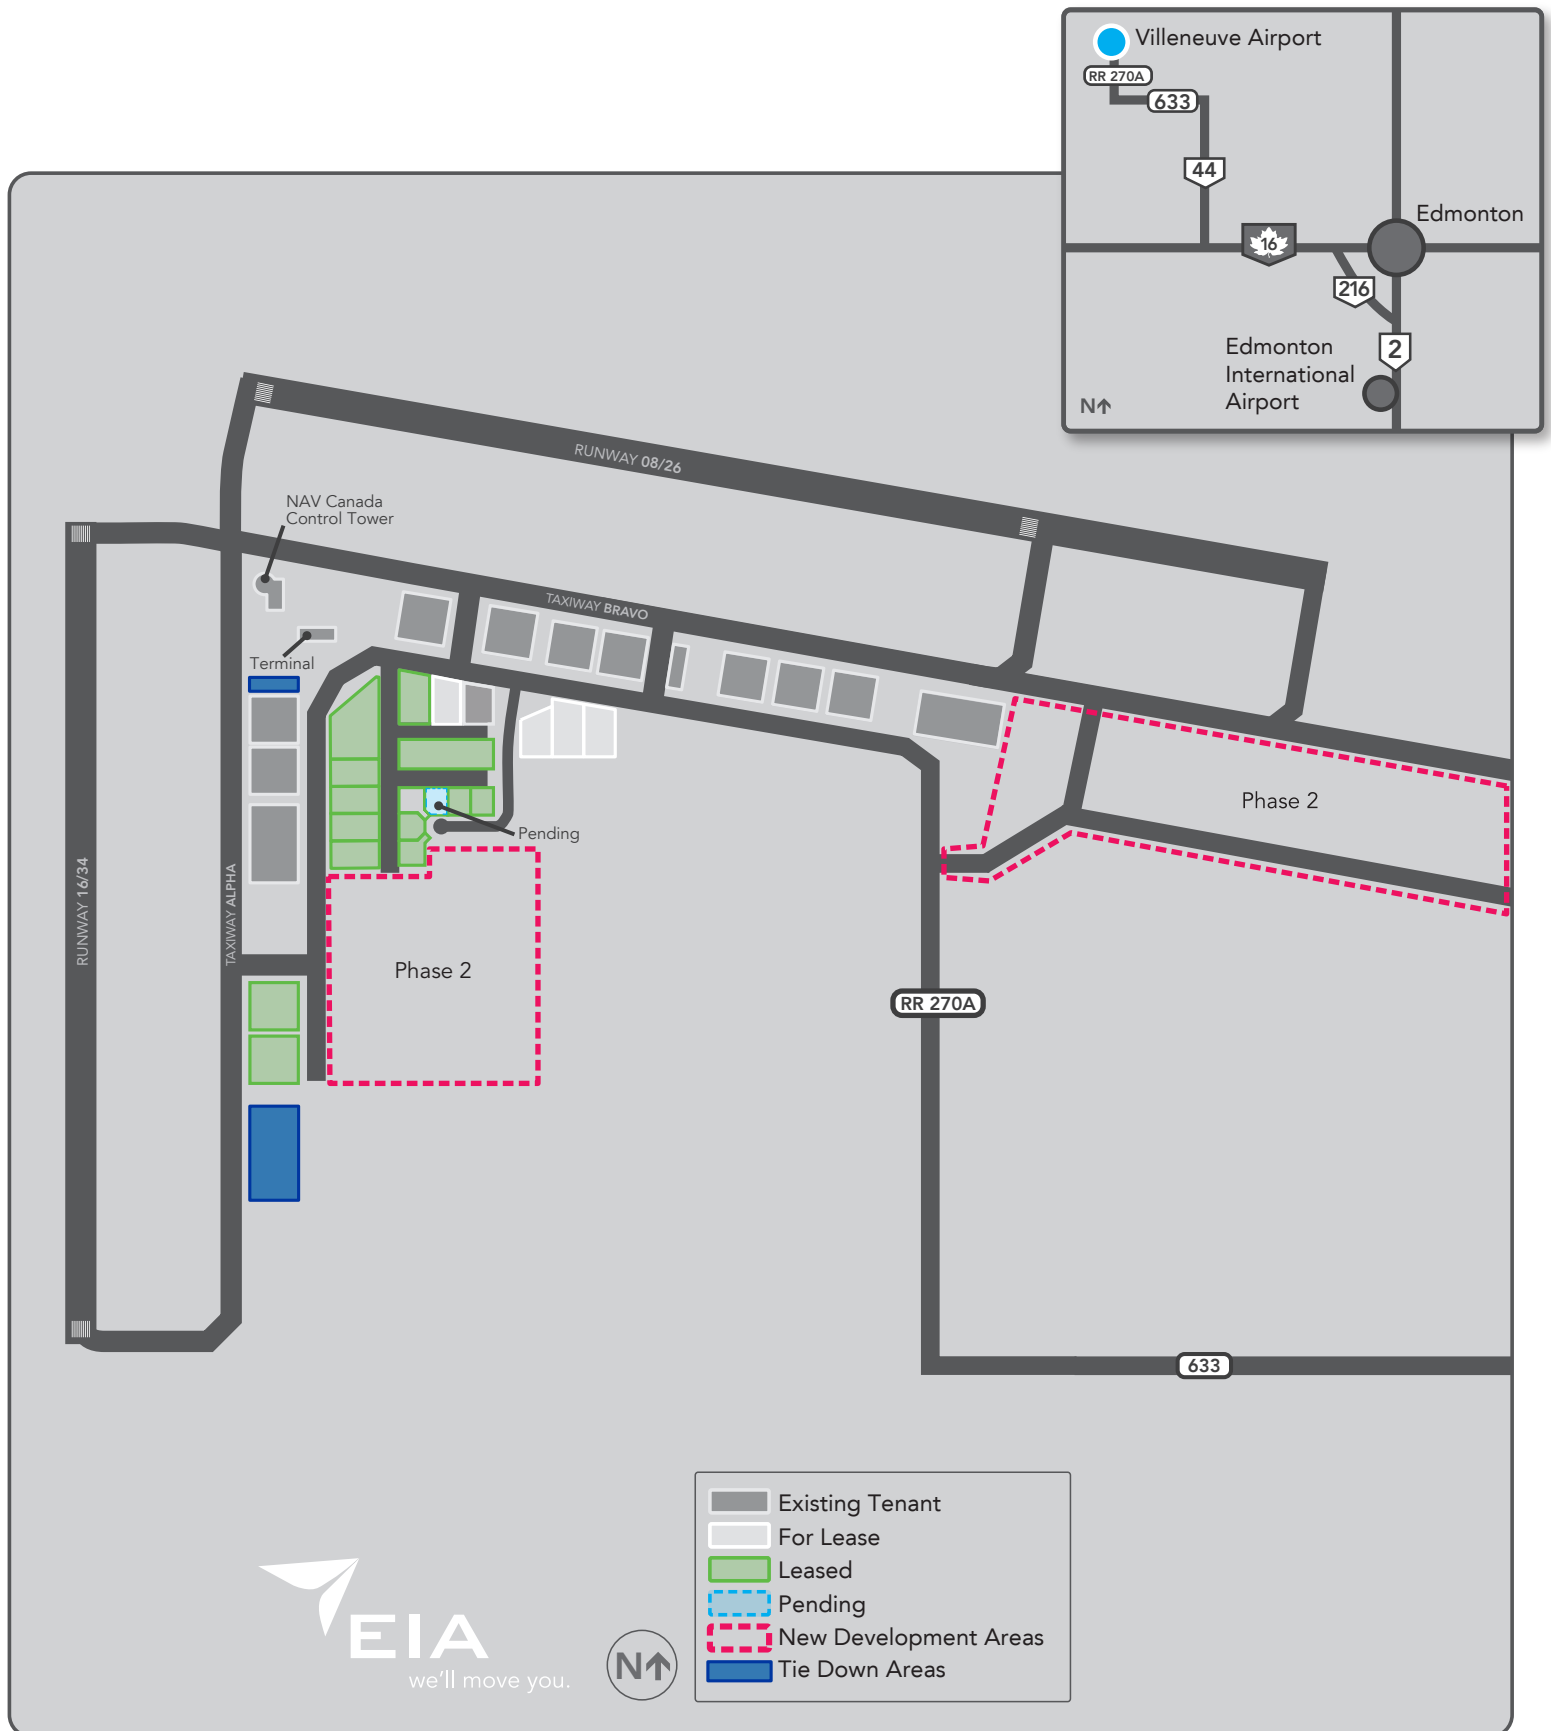 Villeneuve Airport
RR 270A
633
44
Edmonton
16
216
2
Edmonton
International
Airport
N
RUNWAY 08/26
NAV Canada
Control Tower
TAXIWAY BRAVO
Terminal
Phase 2
Pending
RUNWAY 16/34
TAXIWAY ALPHA
Phase 2
RR 270A
633
Existing Tenant
For Lease
Leased
Pending
New Development Areas
Tie Down Areas
EIA
we'll move you.
N